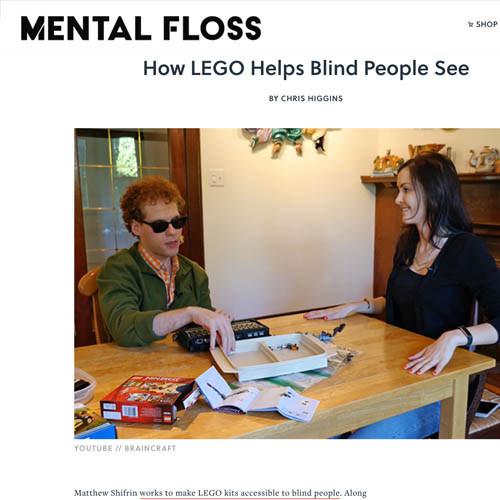 MENTAL FLOSS
SHOP
How LEGO Helps Blind People See
BY CHRIS HIGGINS
NINJAGO
YOUTUBE // BRAINCRAFT
Matthew Shifrin works to make LEGO kits accessible to blind people. Along